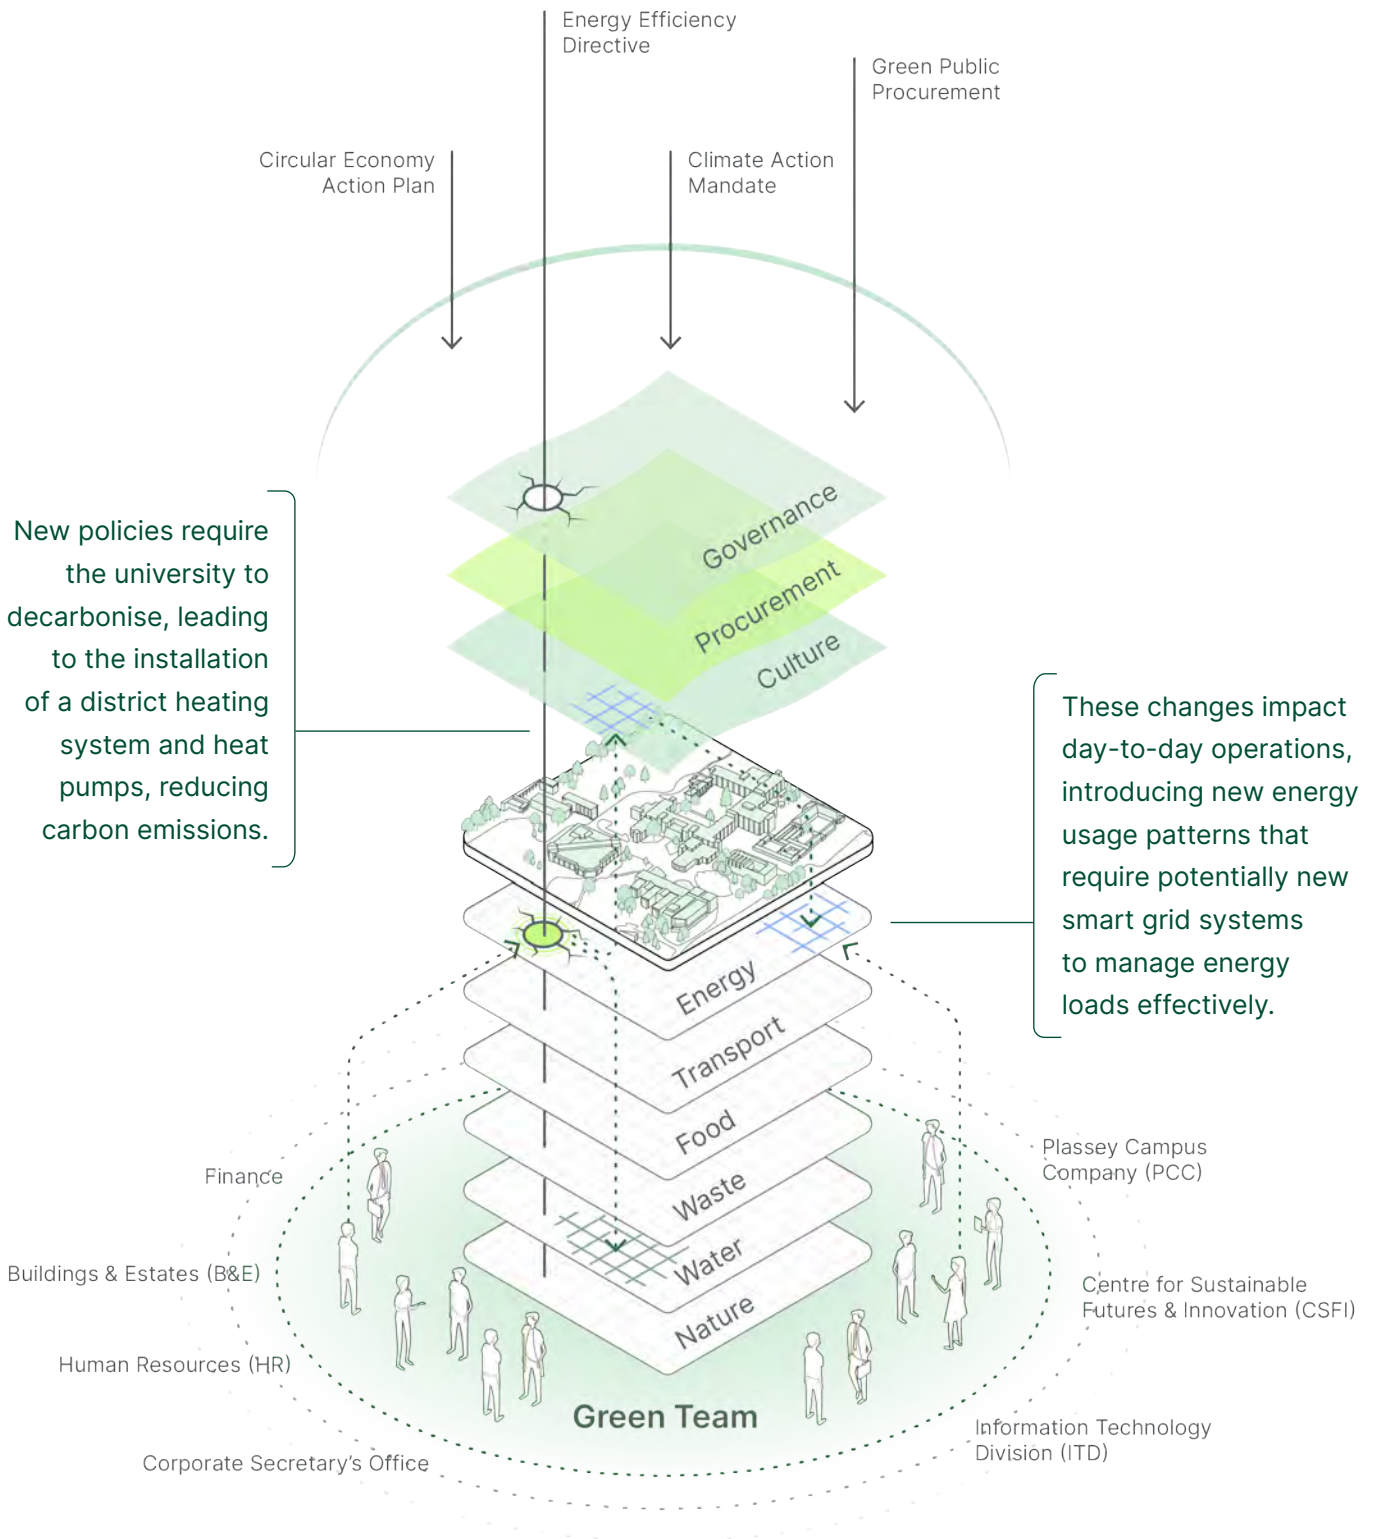 Energy Efficiency
Directive
Green Public
Procurement
Circular Economy
Action Plan
Climate Action
Mandate
Governance
Procurement
Culture
New policies require
the university to
decarbonise, leading
to the installation
of a district heating
system and heat
pumps, reducing
carbon emissions.
These changes impact
day-to-day operations,
introducing new energy
usage patterns that
require potentially new
smart grid systems
to manage energy
loads effectively.
Energy
Transport
Food
Waste
Water
Nature
Finance
Buildings & Estates (B&E)
Human Resources (HR)
Corporate Secretary's Office
Green Team
Plassey Campus
Company (PCC)
Centre for Sustainable
Futures & Innovation (CSFI)
Information Technology
Division (ITD)